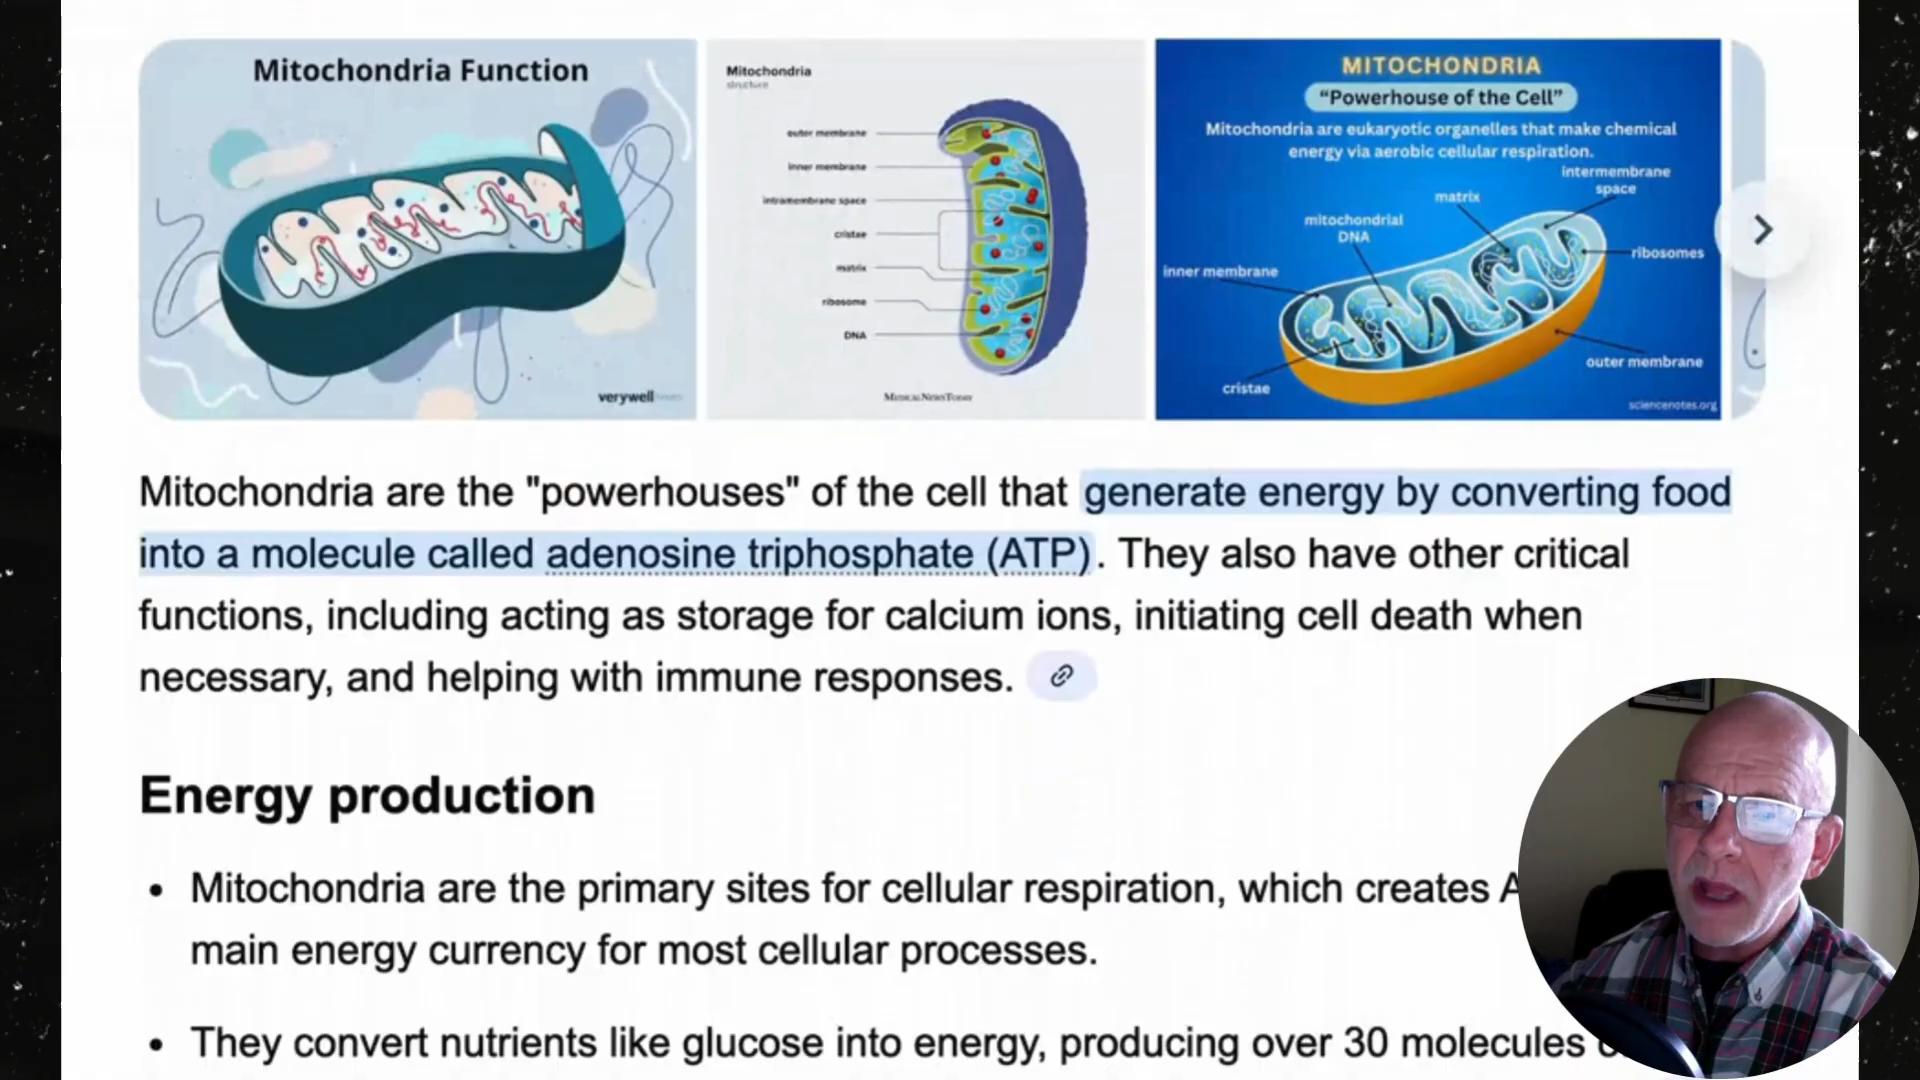 Mitochondria Function
verywell
Mitochondria
structure
outer membrane
inner membrane
intramembrane space
cristae
matrix
ribosome
DNA
MEDICALNEWSTODAY
MITOCHONDRIA
“Powerhouse of the Cell”
Mitochondria are eukaryotic organelles that make chemical
energy via aerobic cellular respiration.
intermembrane
space
matrix
mitochondrial
DNA
ribosomes
inner membrane
outer membrane
cristae
sciencenotes.org
Mitochondria are the "powerhouses" of the cell that generate energy by converting food
into a molecule called adenosine triphosphate (ATP). They also have other critical
functions, including acting as storage for calcium ions, initiating cell death when
necessary, and helping with immune responses.
Energy production
• Mitochondria are the primary sites for cellular respiration, which creates A
main energy currency for most cellular processes.
• They convert nutrients like glucose into energy, producing over 30 molecules